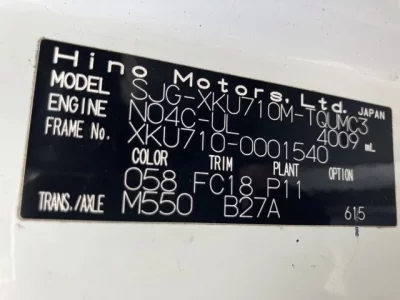 Hino Motors,Ltd. JAPAN
MODEL SJG-XKU710M-TQUMC3
ENGINE N04C-UL 4009 mL
FRAME No. XKU710-0001540
COLOR TRIM PLANT OPTION
058 FC18 P11
TRANS./AXLE M550 B27A 615